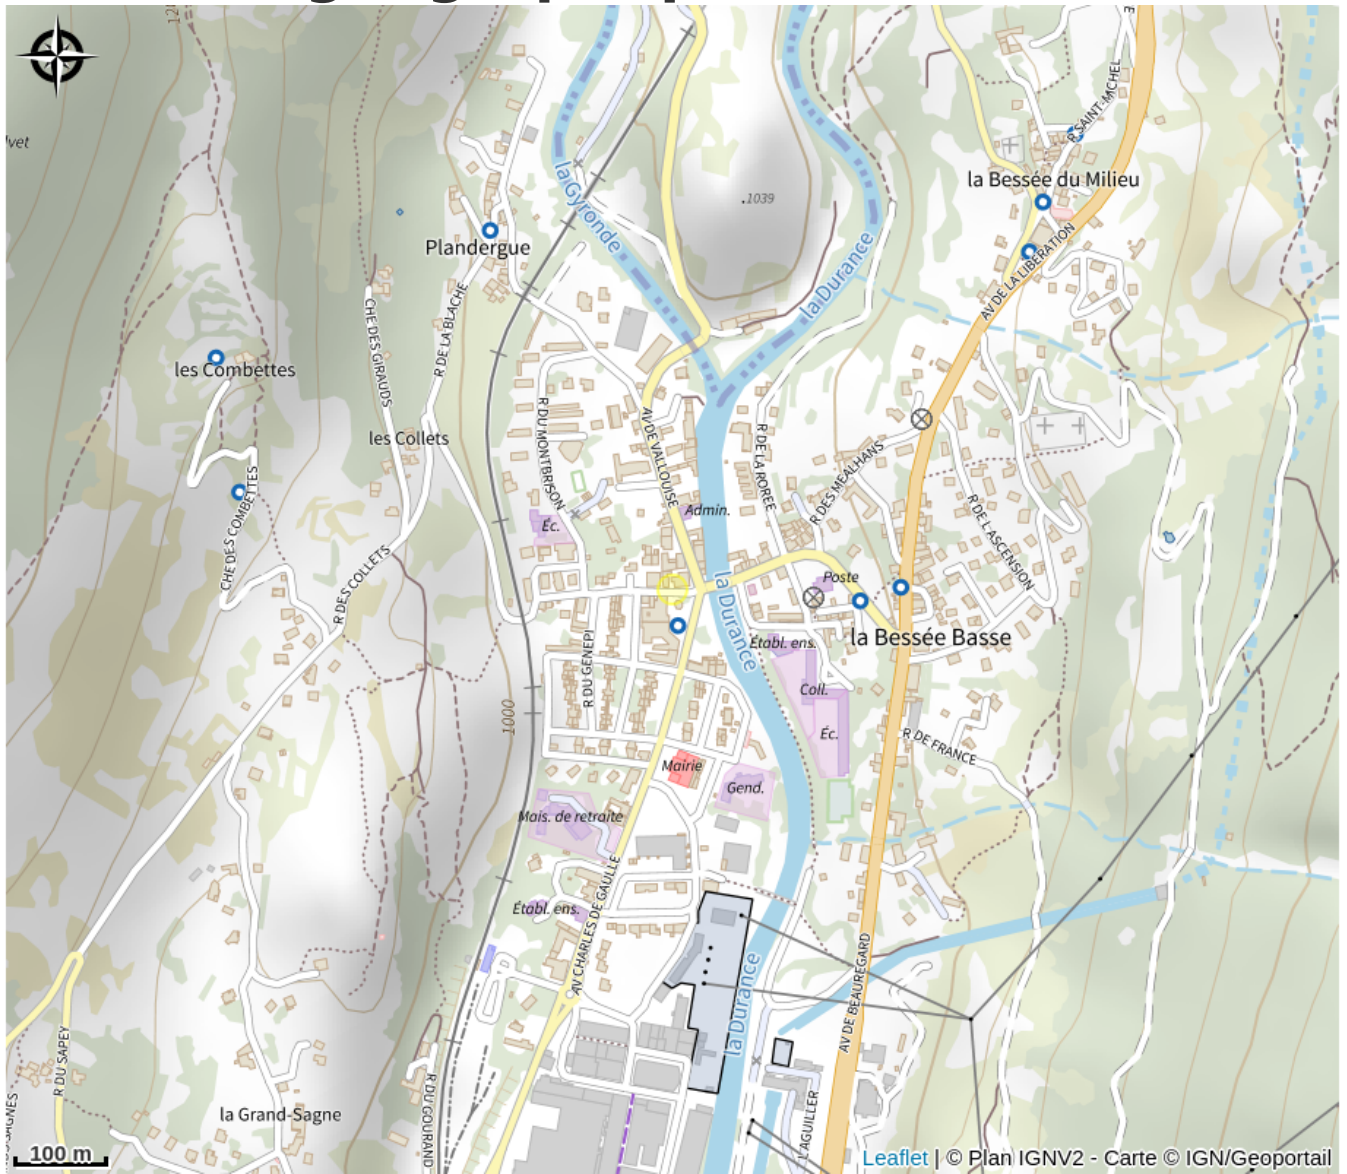 R SAINT-MICHEL
lvet
la Gyronde
la Bessée du Milieu
.1039
Plandergue
la Durance
AV DE LA LIBERATION
CHE DES GIRAUDS
R DE LA BLACHE
les Combettes
les Collets
R DU MONTBRISON
AV DE VALLOUISE
R DE LA ROREE
R DES MEALHANS
CHE DES COMBETTES
Éc.
Admin.
R DE L'ASCENSION
R DES COLLETS
Poste
la Durance
Établ. ens.
la Bessée Basse
R DU GENEPI
Coll.
1000
Éc.
R DE FRANCE
Mairie
Gend.
Mais. de retraite
Établ. ens.
AV CHARLES DE GAULLE
la Durance
AV DE BEAUREGARD
R DU SAPEY
R DU GOURAND
la Grand-Sagne
L'AGUILLER
100 m
Leaflet | © Plan IGNV2 - Carte © IGN/Geoportail